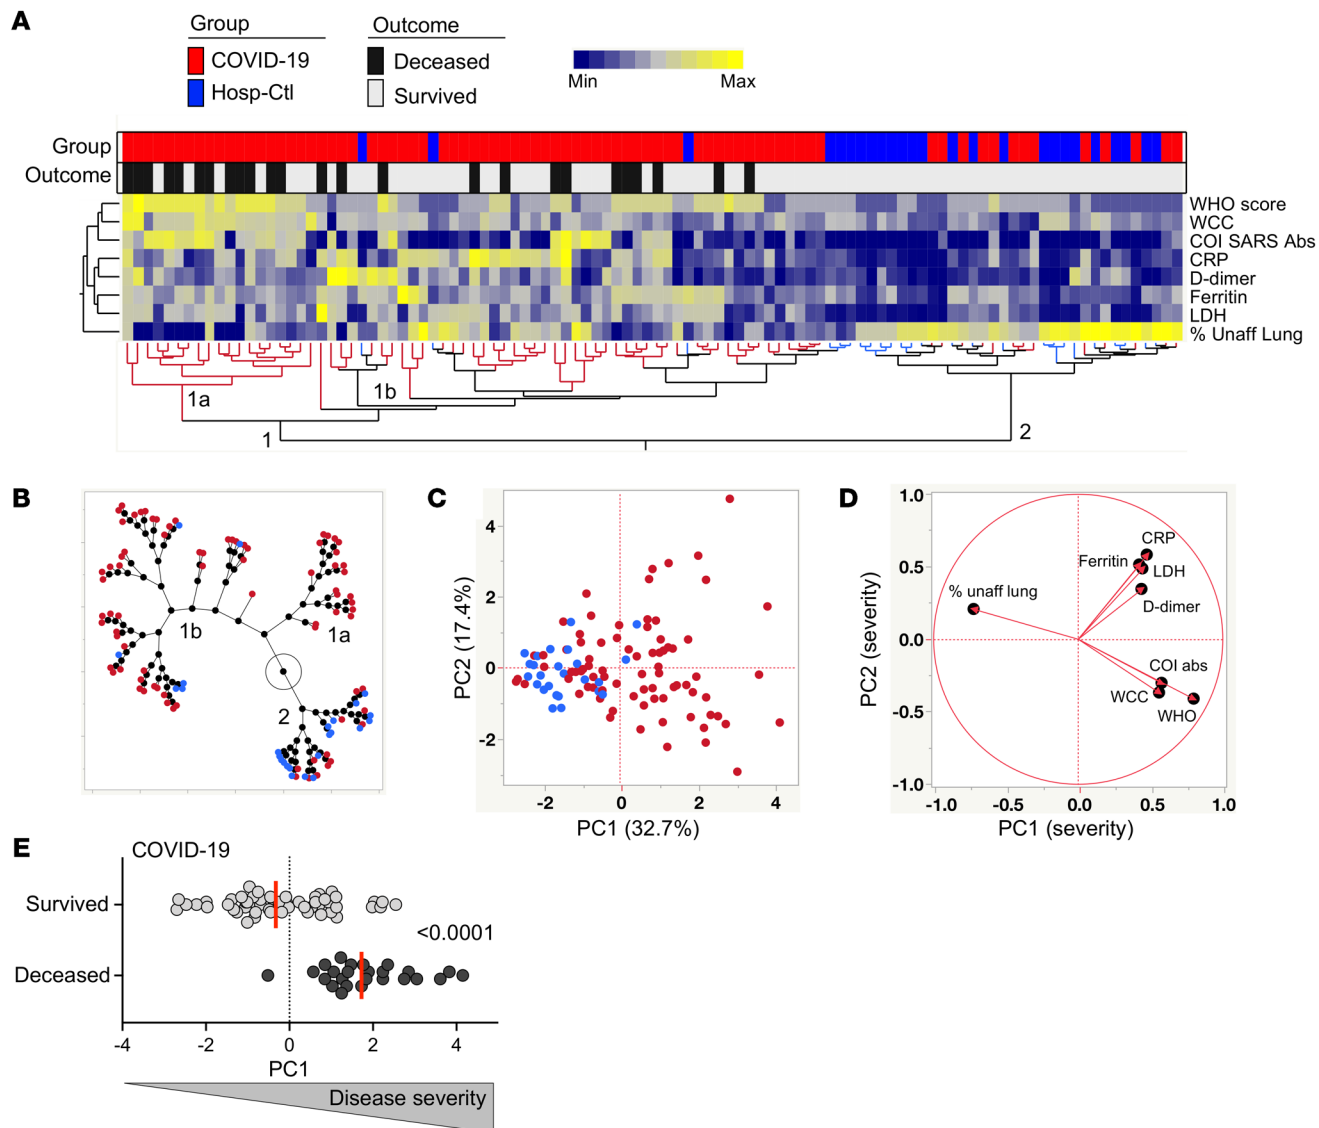 A
Group
Outcome
COVID-19
Deceased
Hosp-Ctl
Survived
Min
Max
Group
Outcome
WHO score
WCC
COI SARS Abs
CRP
D-dimer
Ferritin
LDH
% Unaff Lung
1a
1b
1
2
B
1b
1a
2
C
PC2 (17.4%)
4
2
0
-2
-2
0
2
4
PC1 (32.7%)
D
PC2 (severity)
1.0
0.5
0.0
-0.5
-1.0
CRP
Ferritin
LDH
% unaff lung
D-dimer
COI abs
WCC
WHO
-1.0
-0.5
0.0
0.5
1.0
PC1 (severity)
E
COVID-19
Survived
<0.0001
Deceased
-4
-2
0
2
4
PC1
Disease severity